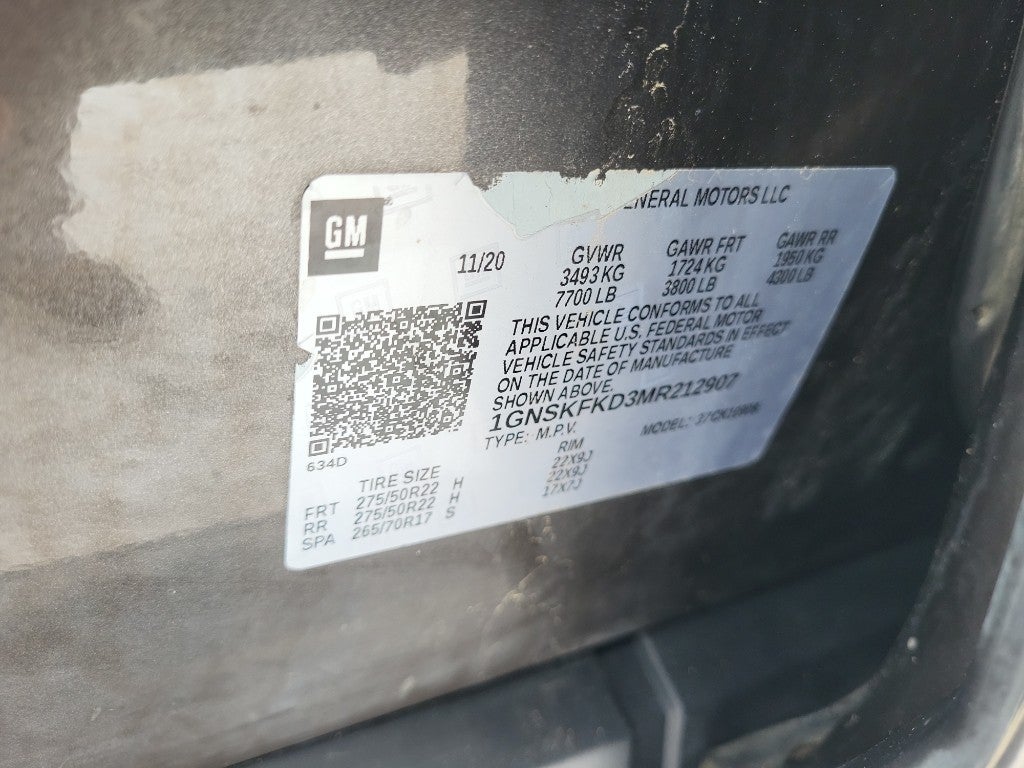 GENERAL MOTORS LLC
GM
11/20
GVWR GAWR FRT GAWR RR
3493 KG 1724 KG 1950 KG
7700 LB 3800 LB 4300 LB
THIS VEHICLE CONFORMS TO ALL
APPLICABLE U.S. FEDERAL MOTOR
VEHICLE SAFETY STANDARDS IN EFFECT
ON THE DATE OF MANUFACTURE
SHOWN ABOVE.
1GNSKFKD3MR212907
TYPE: M.P.V. MODEL:
634D
TIRE SIZE RIM
FRT 275/50R22 H 22X9J
RR 275/50R22 H 22X9J
SPA 265/70R17 S 17X7J